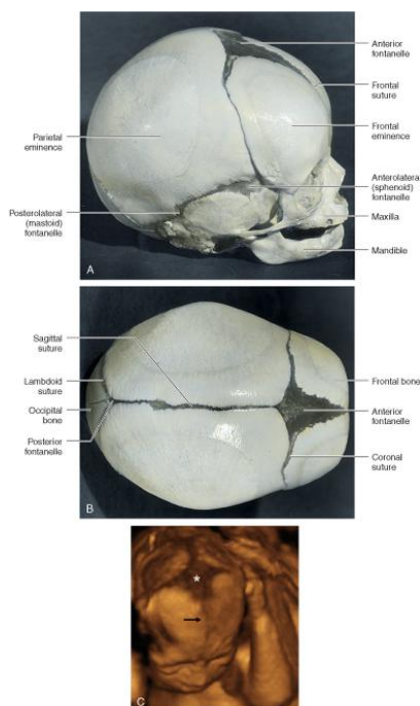 Anterior
fontanelle
Frontal
suture
Parietal
eminence
Frontal
eminence
Anterolateral
(sphenoid)
fontanelle
Posterolateral
(mastoid)
fontanelle
Maxilla
Mandible
A
Sagittal
suture
Lambdoid
suture
Occipital
bone
Posterior
fontanelle
Frontal bone
Anterior
fontanelle
Coronal
suture
B
*
C